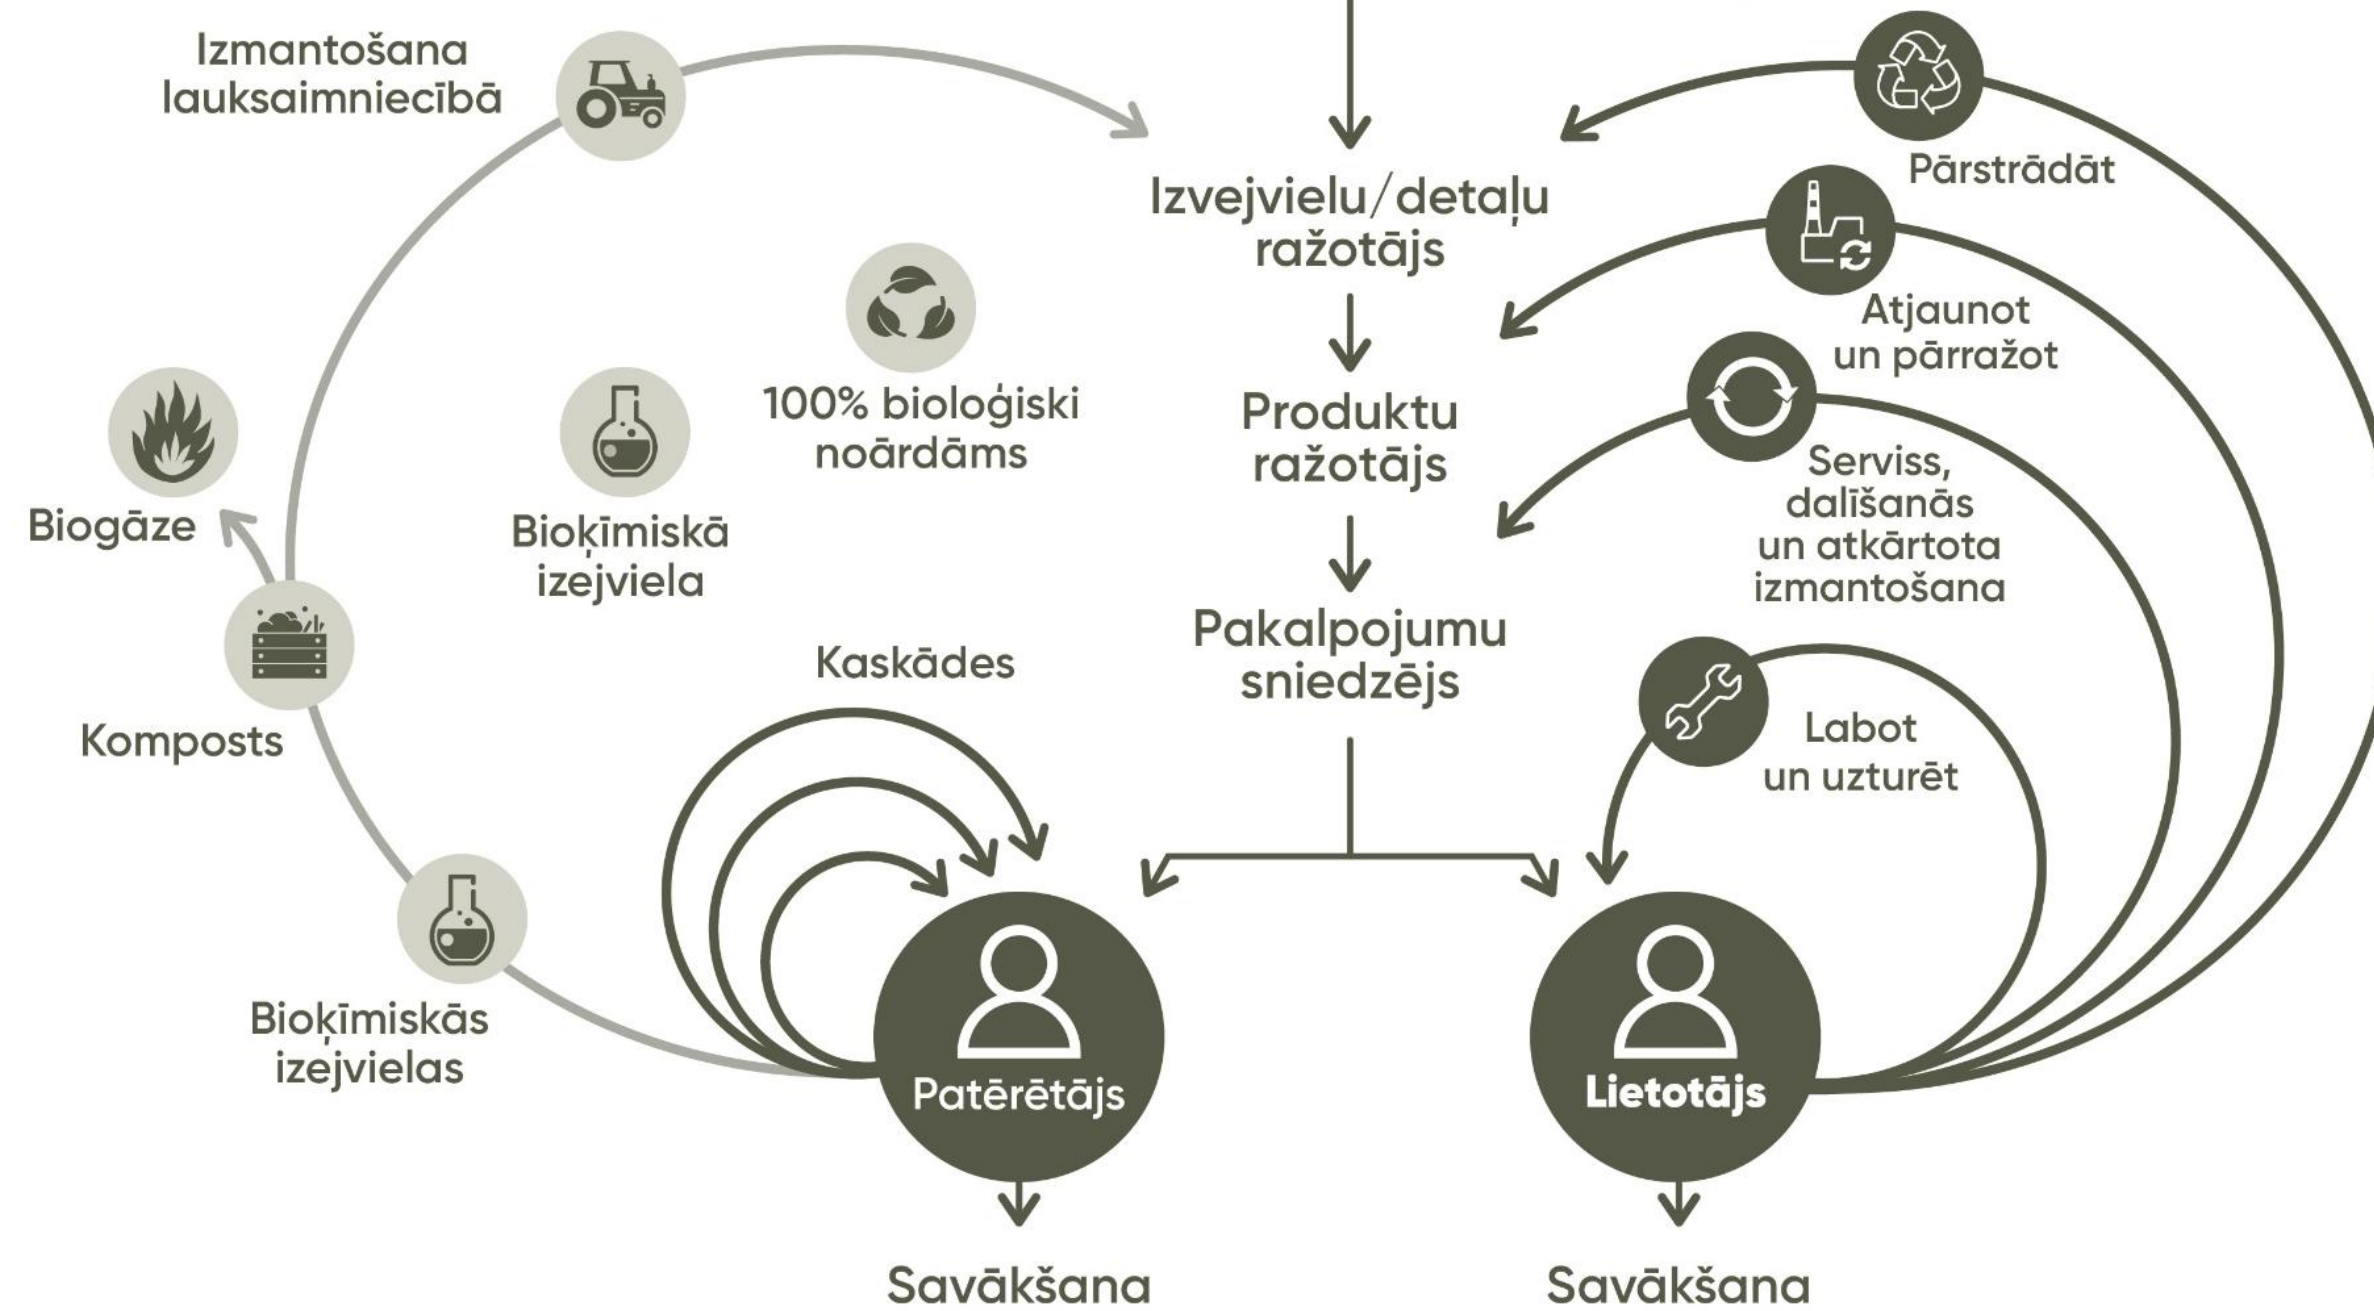 Izmantošana
lauksaimniecībā
Pārstrādāt
Izvejvielu/detaļu
ražotājs
Atjaunot
un pārražot
100% bioloģiski
noārdāms
Produktu
ražotājs
Serviss,
dalīšanās
un atkārtota
izmantošana
Biogāze
Bioķīmiskā
izejviela
Kaskādes
Pakalpojumu
sniedzējs
Komposts
Labot
un uzturēt
Bioķīmiskās
izejvielas
Patērētājs
Lietotājs
Savākšana
Savākšana